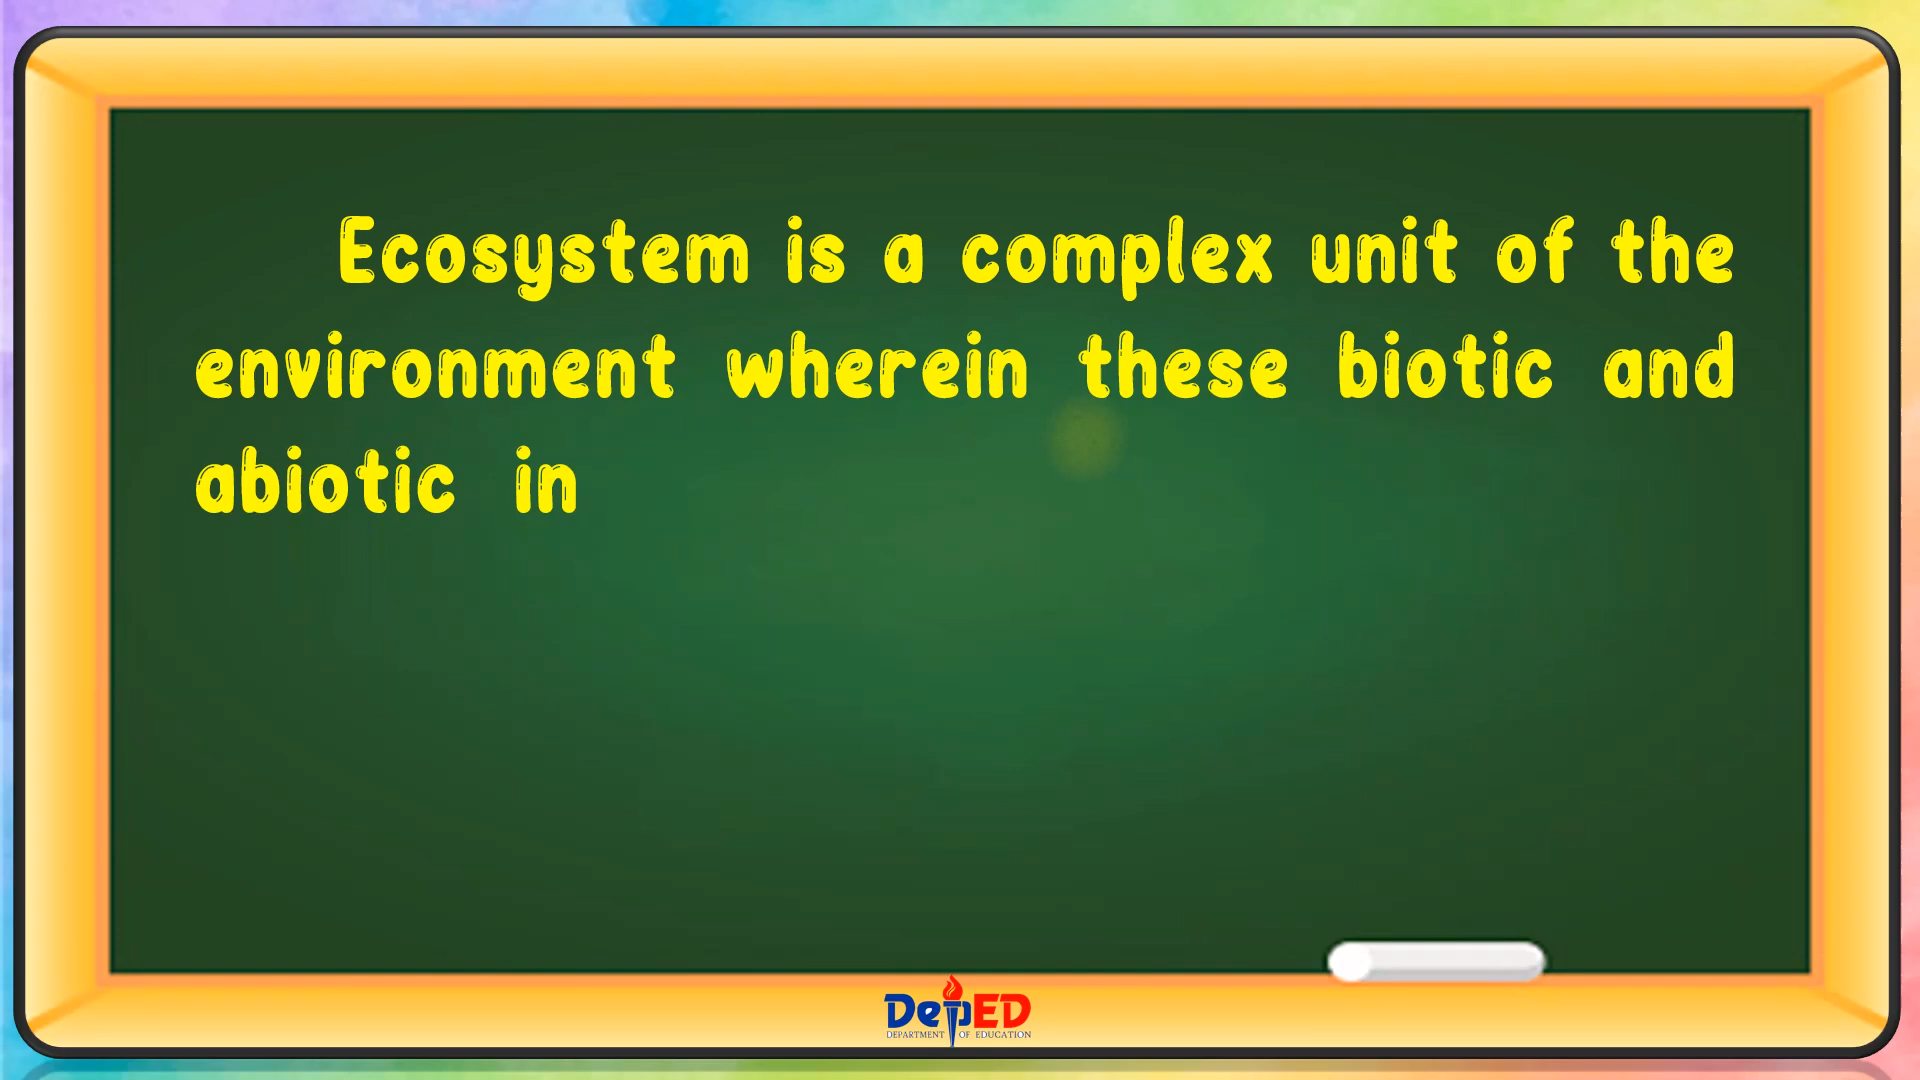 Ecosystem is a complex unit of the
environment wherein these biotic and
abiotic in
DepED
DEPARTMENT OF EDUCATION